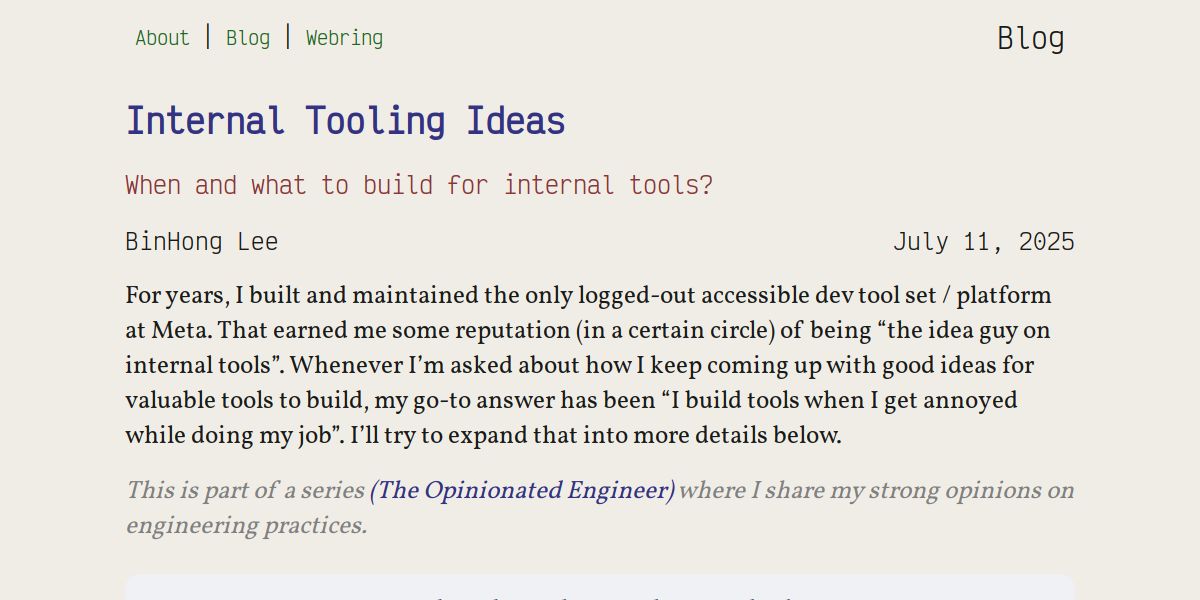 About | Blog | Webring
Blog
Internal Tooling Ideas
When and what to build for internal tools?
BinHong Lee
July 11, 2025
For years, I built and maintained the only logged-out accessible dev tool set / platform
at Meta. That earned me some reputation (in a certain circle) of being “the idea guy on
internal tools”. Whenever I’m asked about how I keep coming up with good ideas for
valuable tools to build, my go-to answer has been “I build tools when I get annoyed
while doing my job”. I’ll try to expand that into more details below.
This is part of a series (The Opinionated Engineer) where I share my strong opinions on
engineering practices.